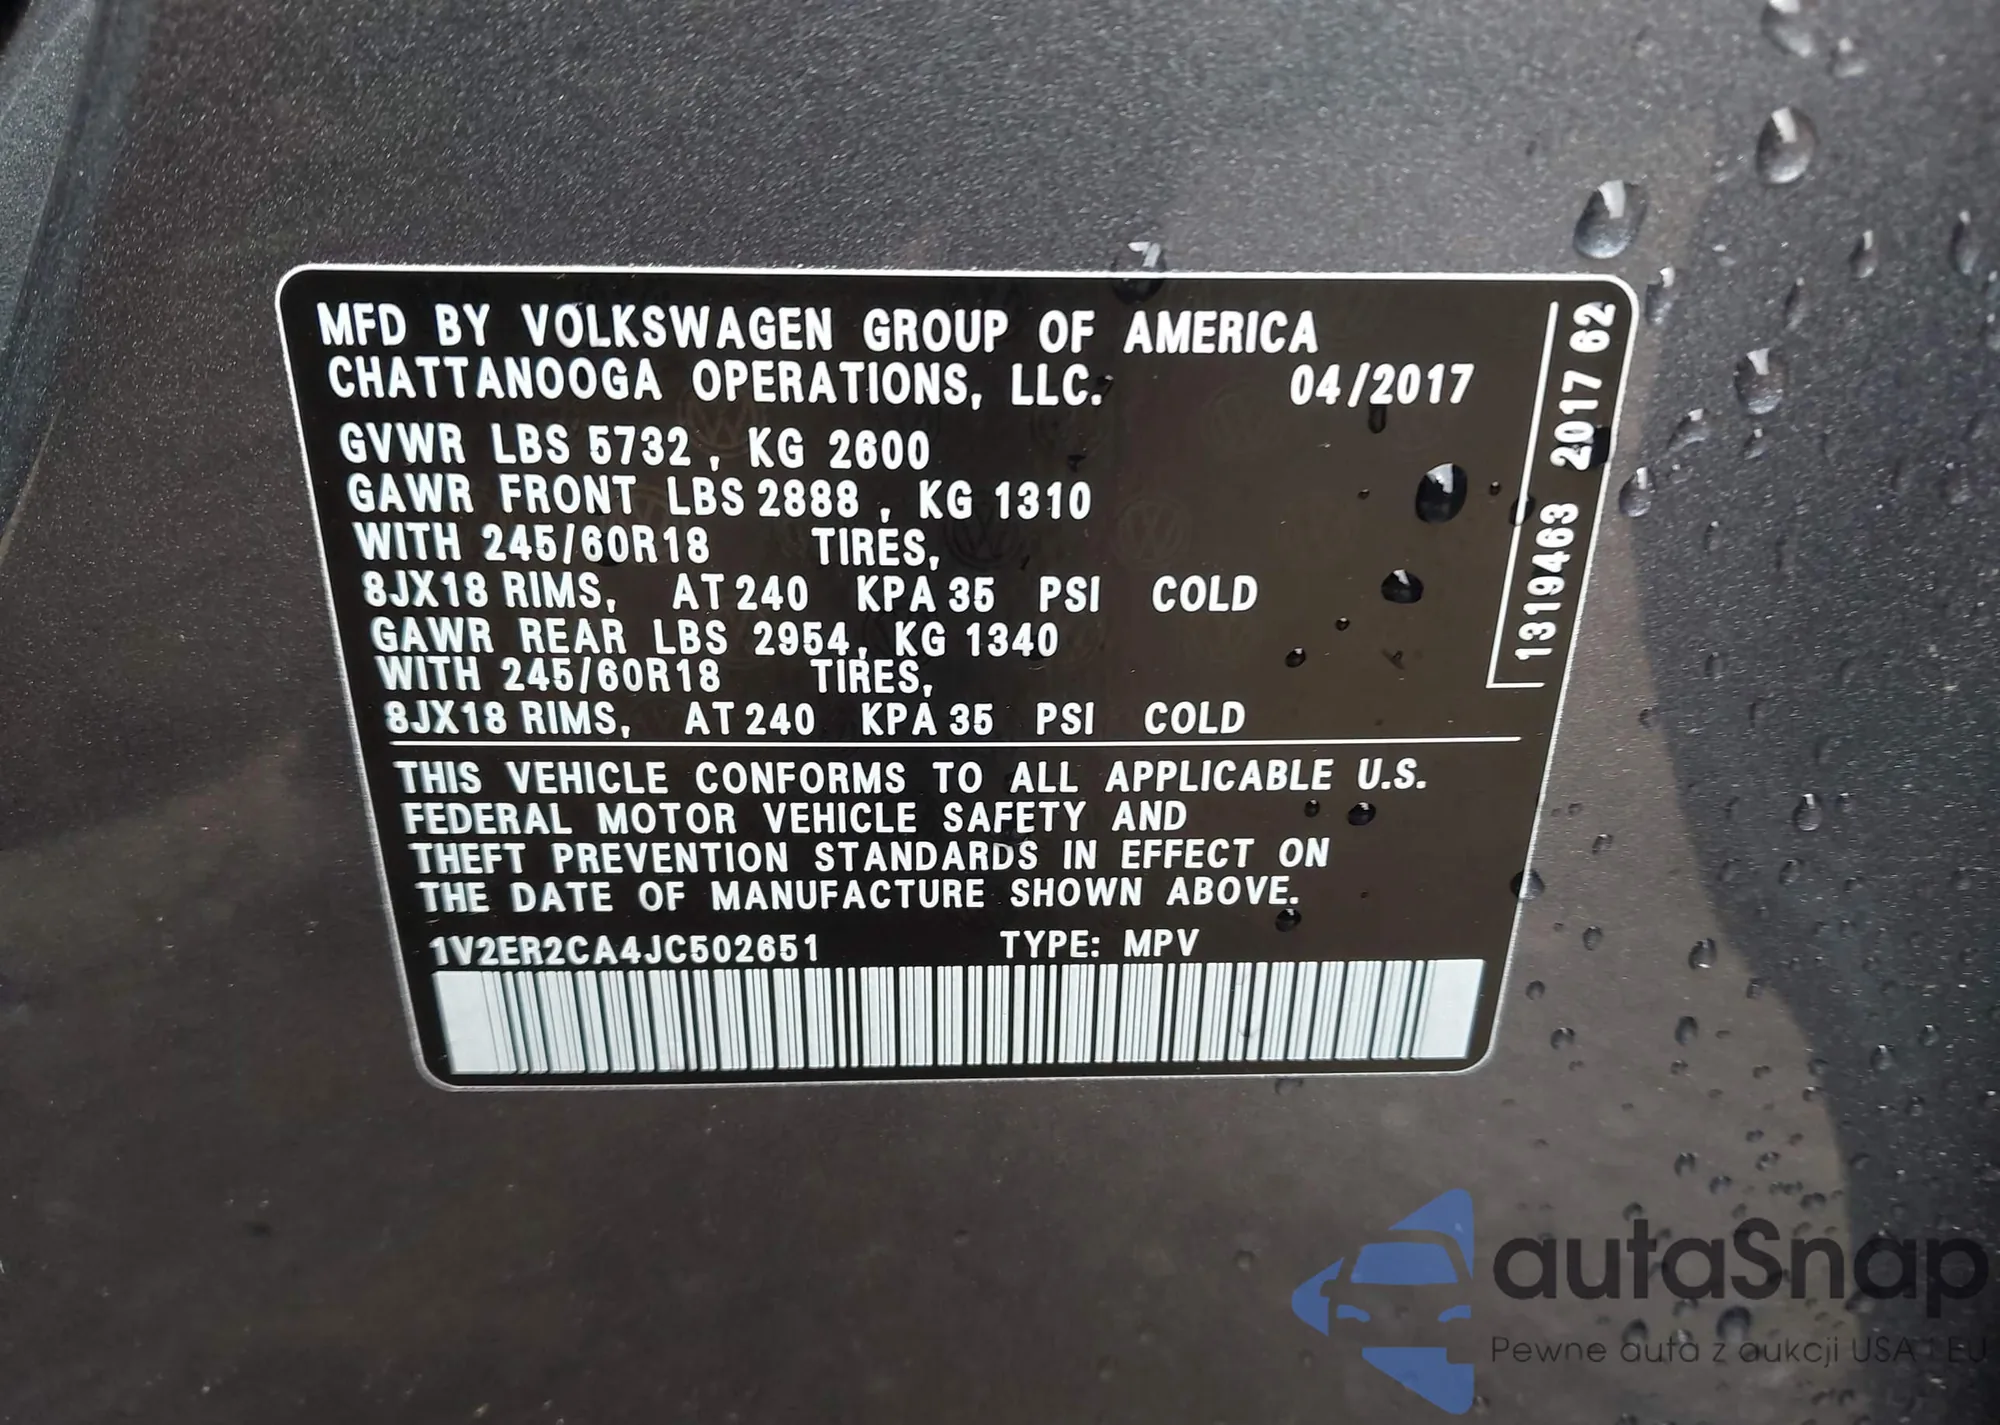 MFD BY VOLKSWAGEN GROUP OF AMERICA
CHATTANOOGA OPERATIONS, LLC. 04/2017
GVWR LBS 5732, KG 2600
GAWR FRONT LBS 2888, KG 1310
WITH 245/60R18 TIRES,
8JX18 RIMS, AT 240 KPA 35 PSI COLD
GAWR REAR LBS 2954, KG 1340
WITH 245/60R18 TIRES,
8JX18 RIMS, AT 240 KPA 35 PSI COLD
THIS VEHICLE CONFORMS TO ALL APPLICABLE U.S.
FEDERAL MOTOR VEHICLE SAFETY AND
THEFT PREVENTION STANDARDS IN EFFECT ON
THE DATE OF MANUFACTURE SHOWN ABOVE.
1V2ER2CA4JC502651 TYPE: MPV
1319463 2017 62
autaSnap
Pewne auta z aukcji USA i EU